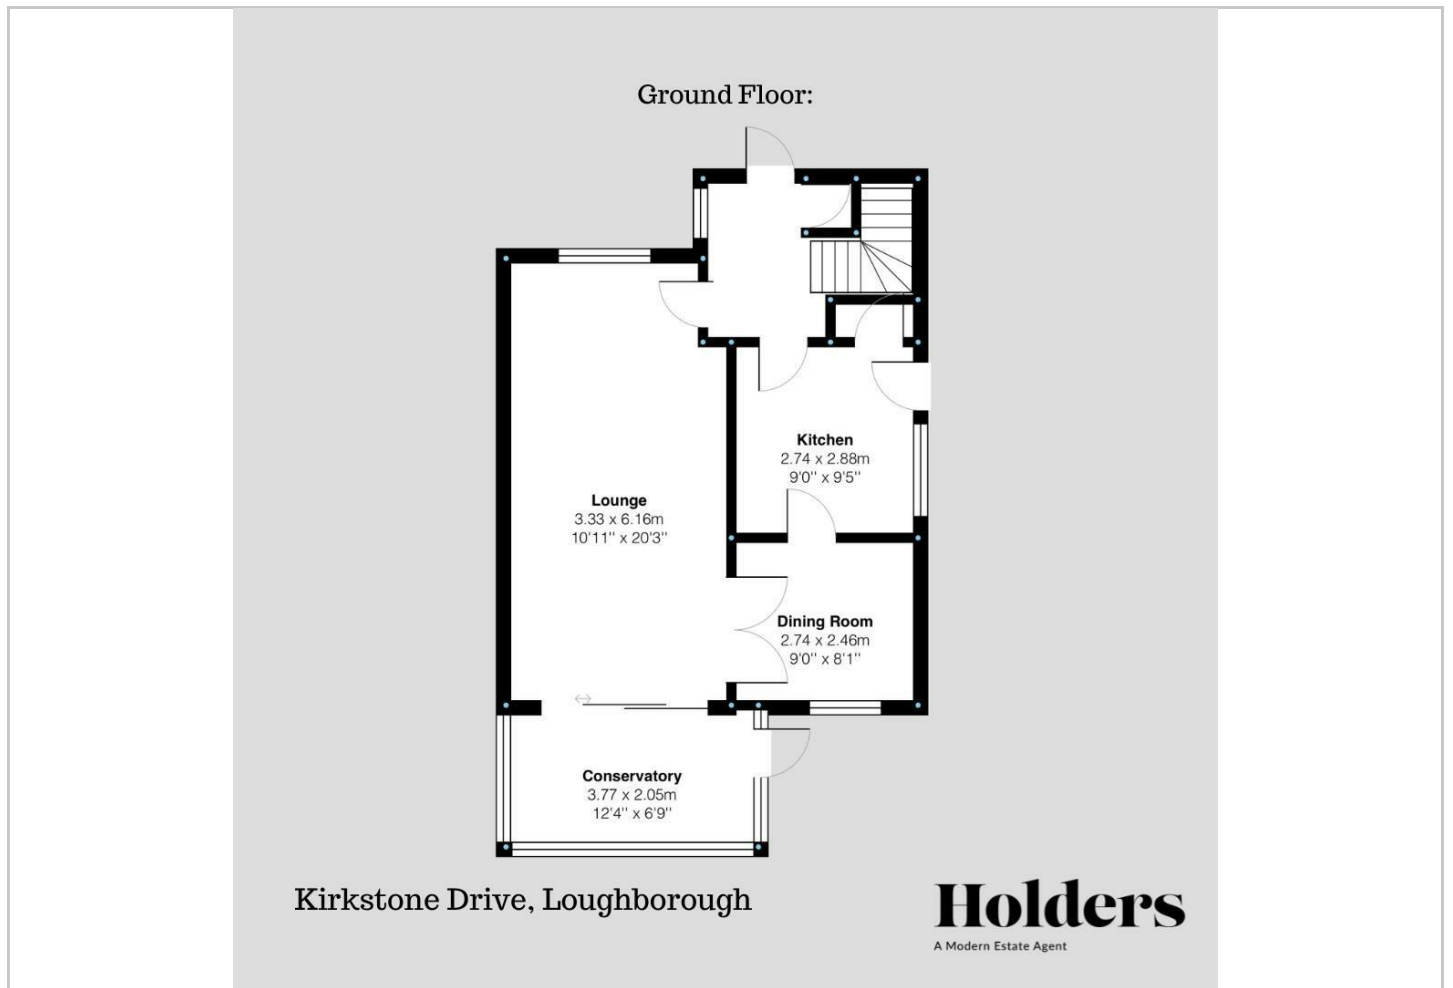 Ground Floor:
Kitchen
2.74 x 2.88m
9'0'' x 9'5''
Lounge
3.33 x 6.16m
10'11'' x 20'3''
Dining Room
2.74 x 2.46m
9'0'' x 8'1''
Conservatory
3.77 x 2.05m
12'4'' x 6'9''
Kirkstone Drive, Loughborough
Holders
A Modern Estate Agent